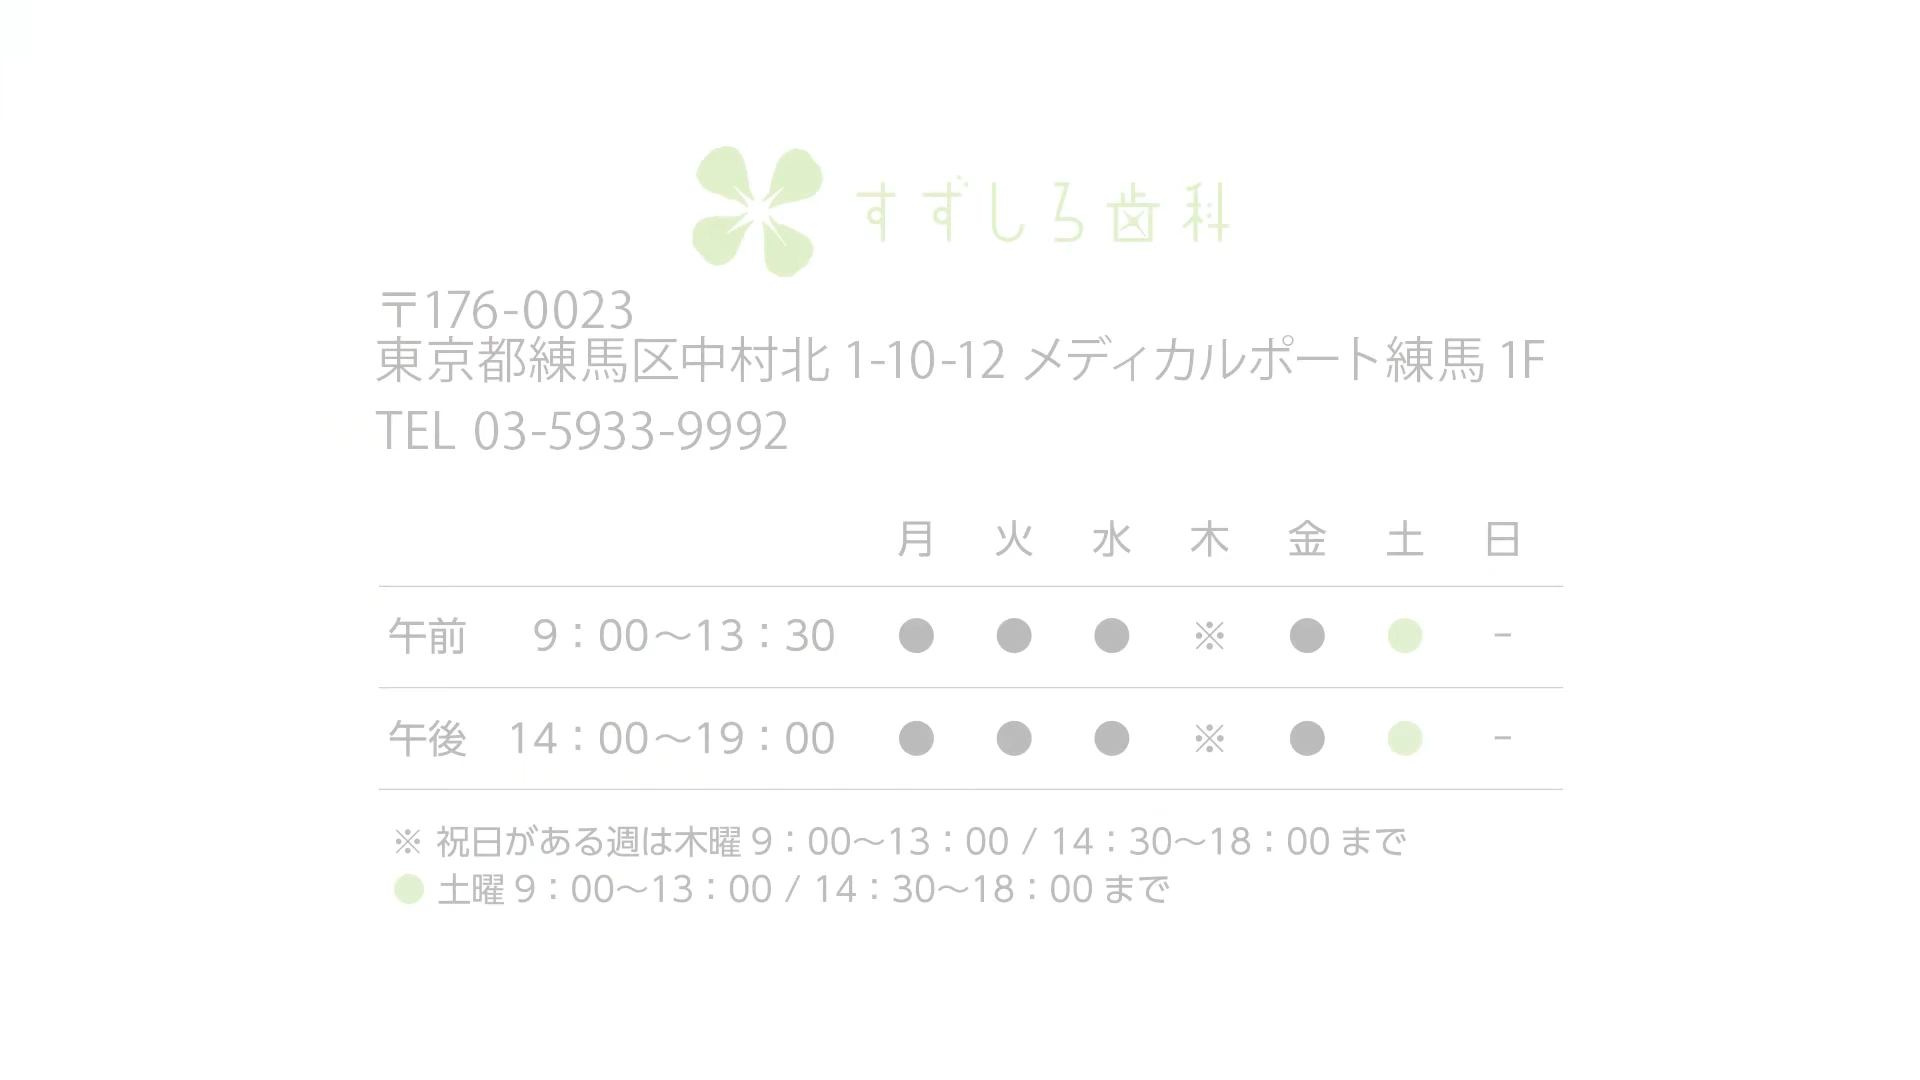 すずしろ歯科
〒176-0023
東京都練馬区中村北 1-10-12 メディカルポート練馬 1F
TEL 03-5933-9992
月 火 水 木 金 土 日
午前 9：00〜13：30 ● ● ● ※ ● ● -
午後 14：00〜19：00 ● ● ● ※ ● ● -
※ 祝日がある週は木曜 9：00〜13：00 / 14：30〜18：00 まで
● 土曜 9：00〜13：00 / 14：30〜18：00 まで